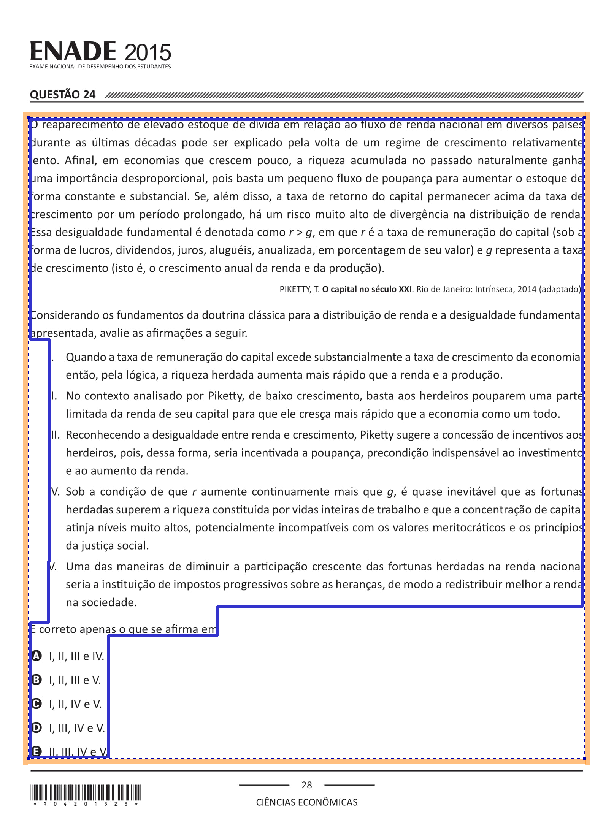 ENADE 2015
EXAME NACIONAL DE DESEMPENHO DOS ESTUDANTES
QUESTÃO 24
O reaparecimento de elevado estoque de dívida em relação ao fluxo de renda nacional em diversos países
durante as últimas décadas pode ser explicado pela volta de um regime de crescimento relativamente
lento. Afinal, em economias que crescem pouco, a riqueza acumulada no passado naturalmente ganha
uma importância desproporcional, pois basta um pequeno fluxo de poupança para aumentar o estoque de
forma constante e substancial. Se, além disso, a taxa de retorno do capital permanecer acima da taxa de
crescimento por um período prolongado, há um risco muito alto de divergência na distribuição de renda.
Essa desigualdade fundamental é denotada como r > g, em que r é a taxa de remuneração do capital (sob a
forma de lucros, dividendos, juros, aluguéis, anualizada, em porcentagem de seu valor) e g representa a taxa
de crescimento (isto é, o crescimento anual da renda e da produção).
PIKETTY, T. O capital no século XXI. Rio de Janeiro: Intrínseca, 2014 (adaptado).
Considerando os fundamentos da doutrina clássica para a distribuição de renda e a desigualdade fundamental
apresentada, avalie as afirmações a seguir.
I. Quando a taxa de remuneração do capital excede substancialmente a taxa de crescimento da economia,
então, pela lógica, a riqueza herdada aumenta mais rápido que a renda e a produção.
II. No contexto analisado por Piketty, de baixo crescimento, basta aos herdeiros pouparem uma parte
limitada da renda de seu capital para que ele cresça mais rápido que a economia como um todo.
III. Reconhecendo a desigualdade entre renda e crescimento, Piketty sugere a concessão de incentivos aos
herdeiros, pois, dessa forma, seria incentivada a poupança, precondição indispensável ao investimento
e ao aumento da renda.
IV. Sob a condição de que r aumente continuamente mais que g, é quase inevitável que as fortunas
herdadas superem a riqueza constituída por vidas inteiras de trabalho e que a concentração de capital
atinja níveis muito altos, potencialmente incompatíveis com os valores meritocráticos e os princípios
da justiça social.
V. Uma das maneiras de diminuir a participação crescente das fortunas herdadas na renda nacional
seria a instituição de impostos progressivos sobre as heranças, de modo a redistribuir melhor a renda
na sociedade.
É correto apenas o que se afirma em
A I, II, III e IV.
B I, II, III e V.
C I, II, IV e V.
D I, III, IV e V.
E II, III, IV e V.
28
CIÊNCIAS ECONÔMICAS